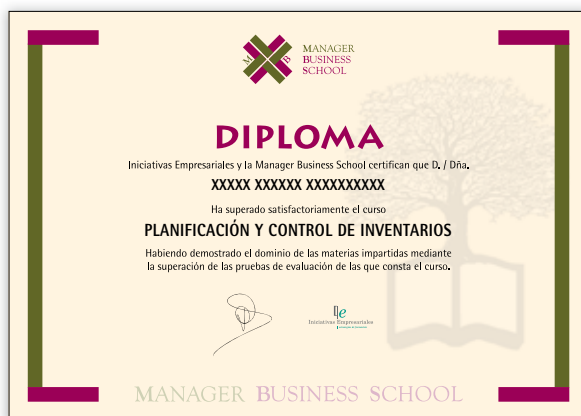 M B
MANAGER
BUSINESS
SCHOOL
DIPLOMA
Iniciativas Empresariales y la Manager Business School certifican que D. / Dña.
XXXXX XXXXXX XXXXXXXXXX
Ha superado satisfactoriamente el curso
PLANIFICACIÓN Y CONTROL DE INVENTARIOS
Habiendo demostrado el dominio de las materias impartidas mediante
la superación de las pruebas de evaluación de las que consta el curso.
Ie
Iniciativas Empresariales
MANAGER BUSINESS SCHOOL